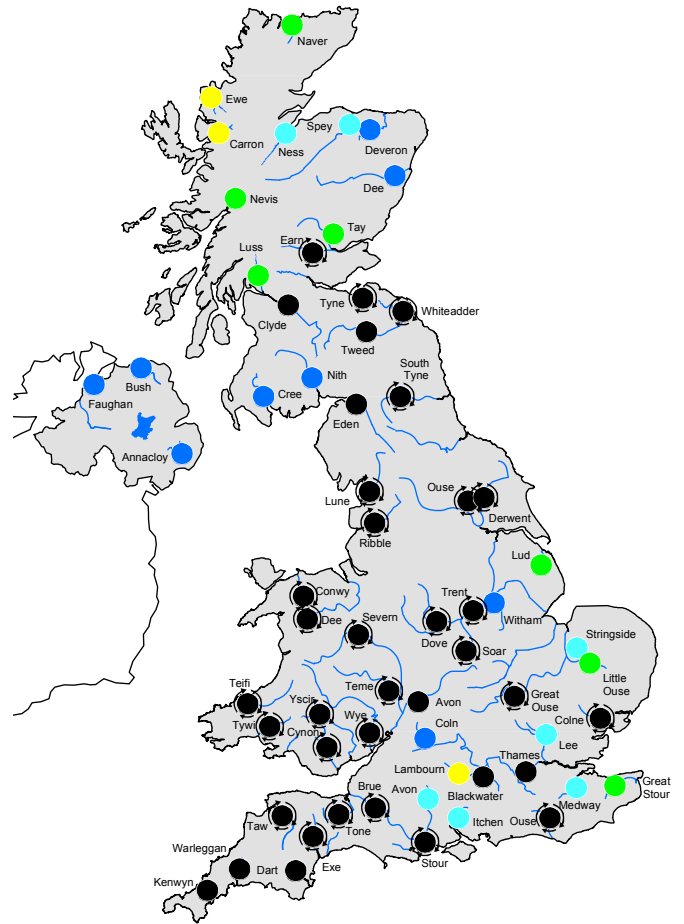 Naver
Ewe
Spey
Carron
Ness
Deveron
Dee
Nevis
Tay
Earn
Luss
Tyne
Whiteadder
Clyde
Tweed
South
Tyne
Nith
Bush
Faughan
Cree
Eden
Annacloy
Lune
Ouse
Derwent
Ribble
Lud
Conwy
Trent
Dee
Severn
Witham
Stringside
Dove
Soar
Little
Ouse
Teifi
Teme
Yscir
Avon
Great
Ouse
Colne
Tywi
Wye
Cynon
Coln
Lee
Thames
Lambourn
Great
Stour
Brue
Avon
Blackwater
Medway
Itchen
Ouse
Taw
Tone
Warleggan
Stour
Dart
Exe
Kenwyn